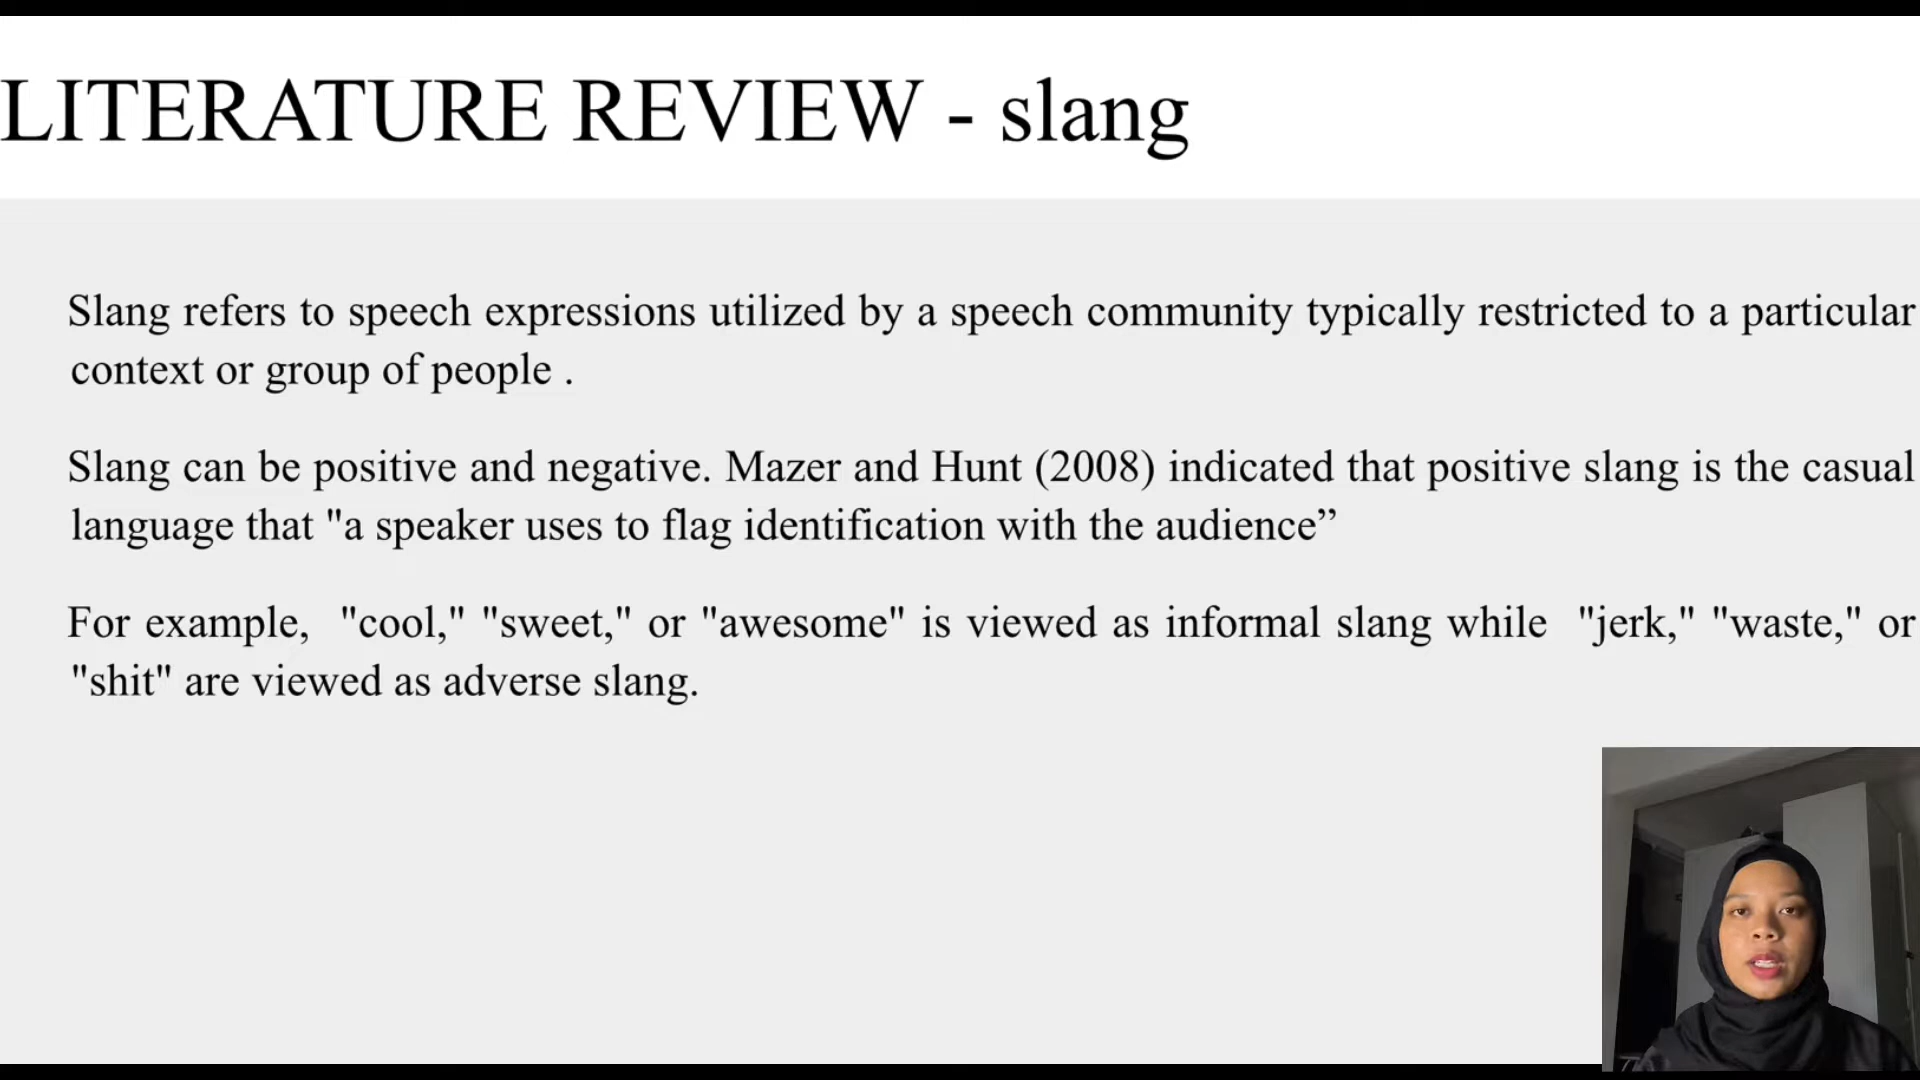 LITERATURE REVIEW - slang
Slang refers to speech expressions utilized by a speech community typically restricted to a particular
context or group of people .
Slang can be positive and negative. Mazer and Hunt (2008) indicated that positive slang is the casual
language that "a speaker uses to flag identification with the audience”
For example,  "cool," "sweet," or "awesome" is viewed as informal slang while  "jerk," "waste," or
"shit" are viewed as adverse slang.